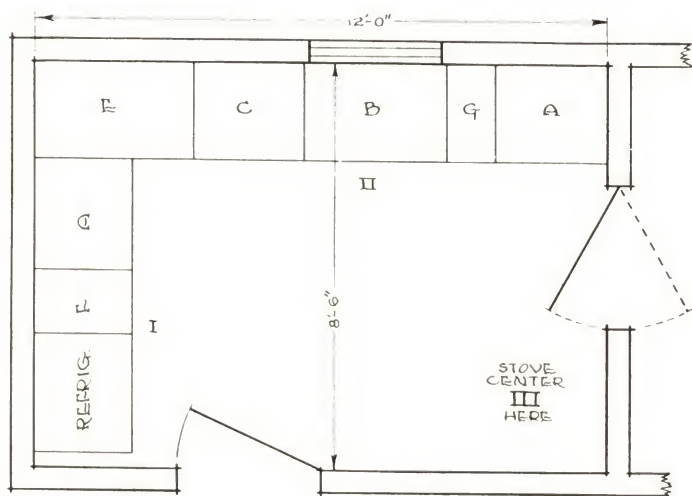 12'-0"
E C B G A
II
I
8'-6"
REFRIG.
STOVE
CENTER
III
HERE